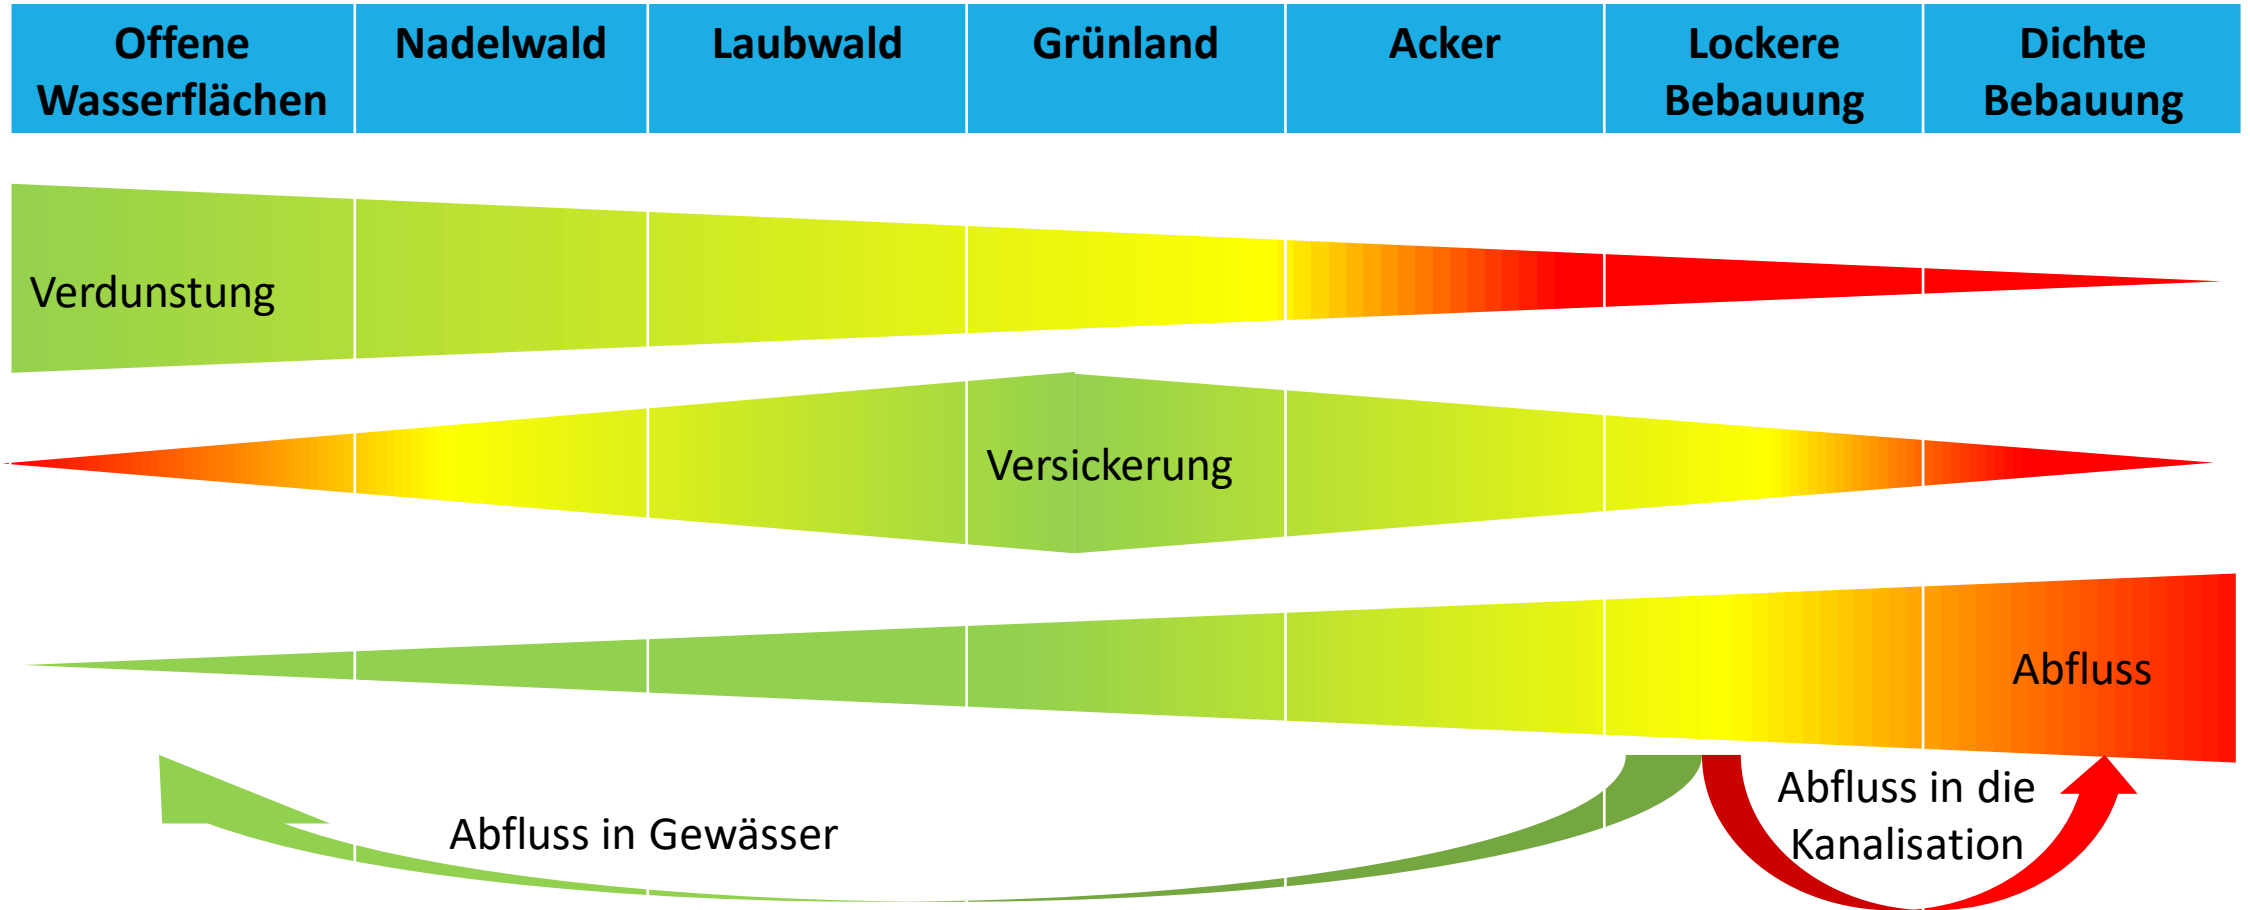 Offene
Wasserflächen
Nadelwald
Laubwald
Grünland
Acker
Lockere
Bebauung
Dichte
Bebauung
Verdunstung
Versickerung
Abfluss
Abfluss in Gewässer
Abfluss in die
Kanalisation